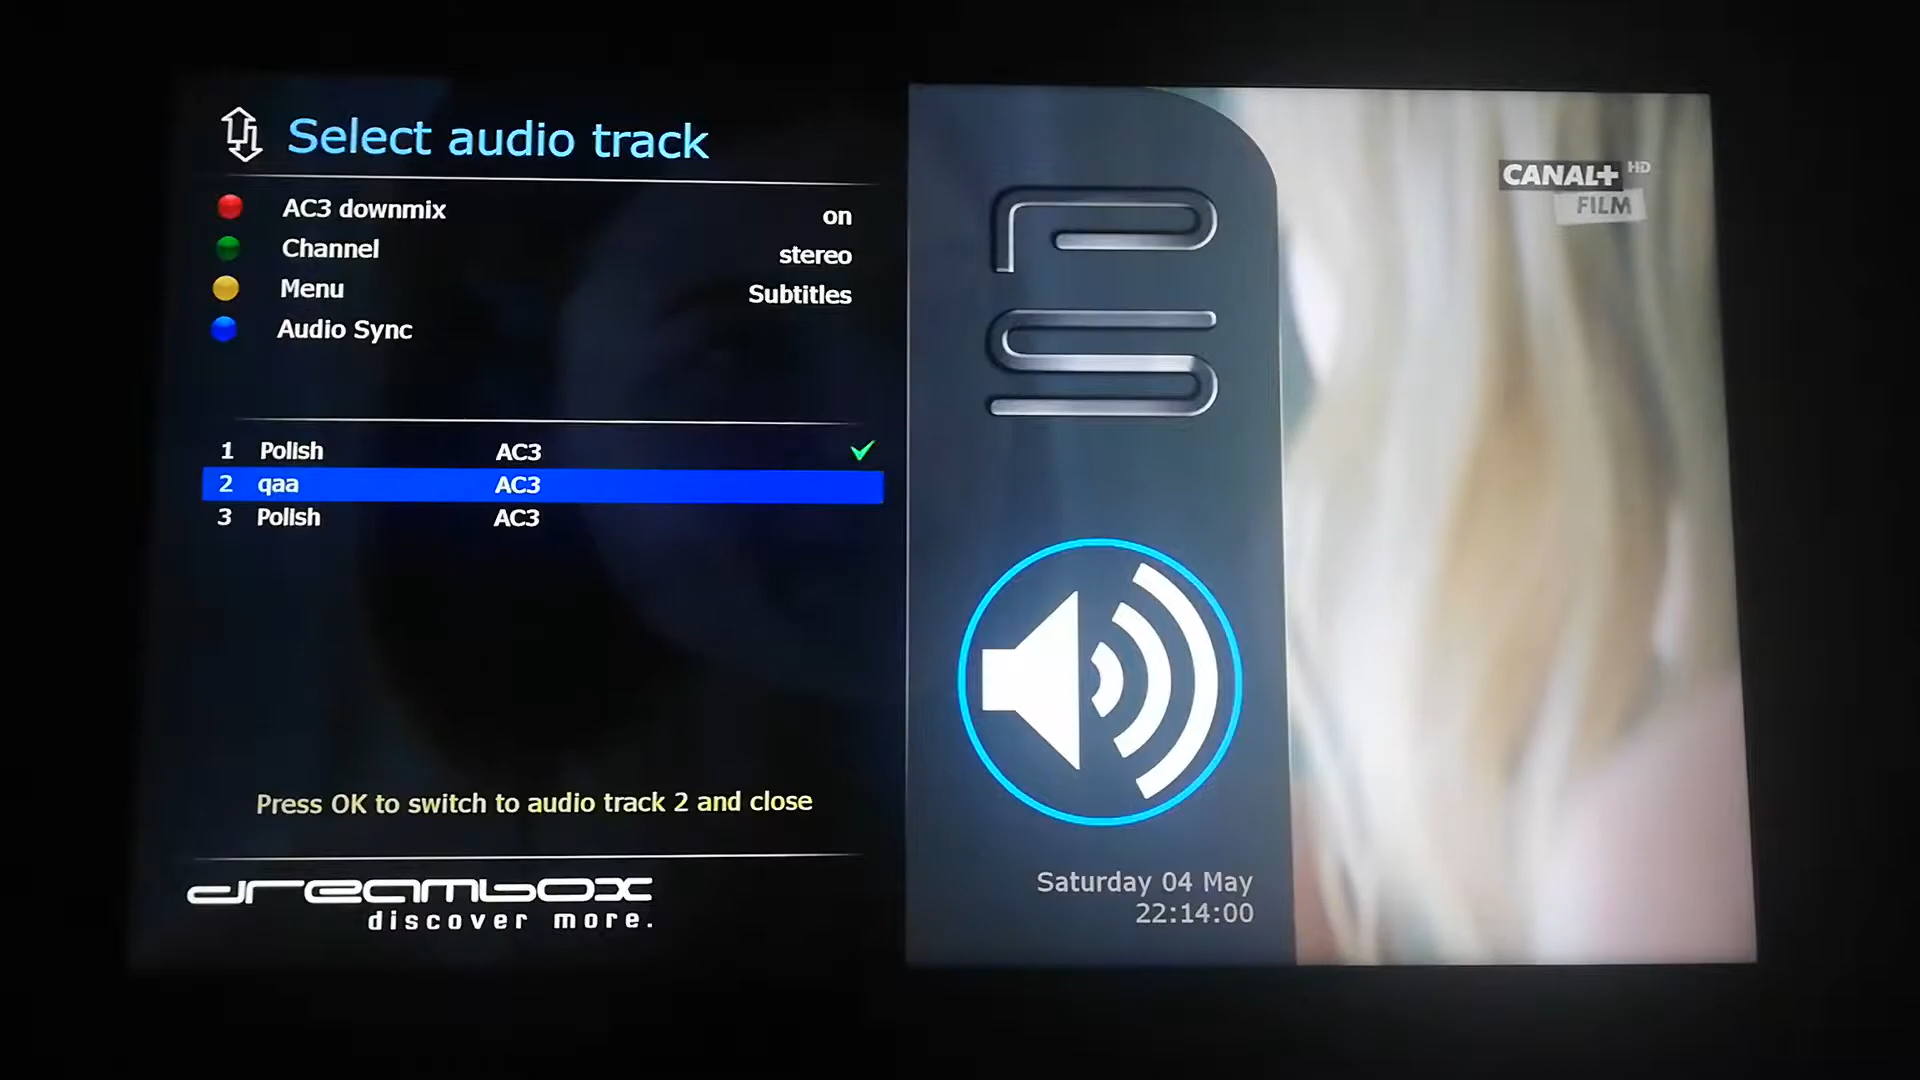 Select audio track
AC3 downmix on
Channel stereo
Menu Subtitles
Audio Sync
1 Polish AC3
2 qaa AC3
3 Polish AC3
Press OK to switch to audio track 2 and close
dreambox
discover more.
CANAL+ HD
FILM
Saturday 04 May
22:14:00